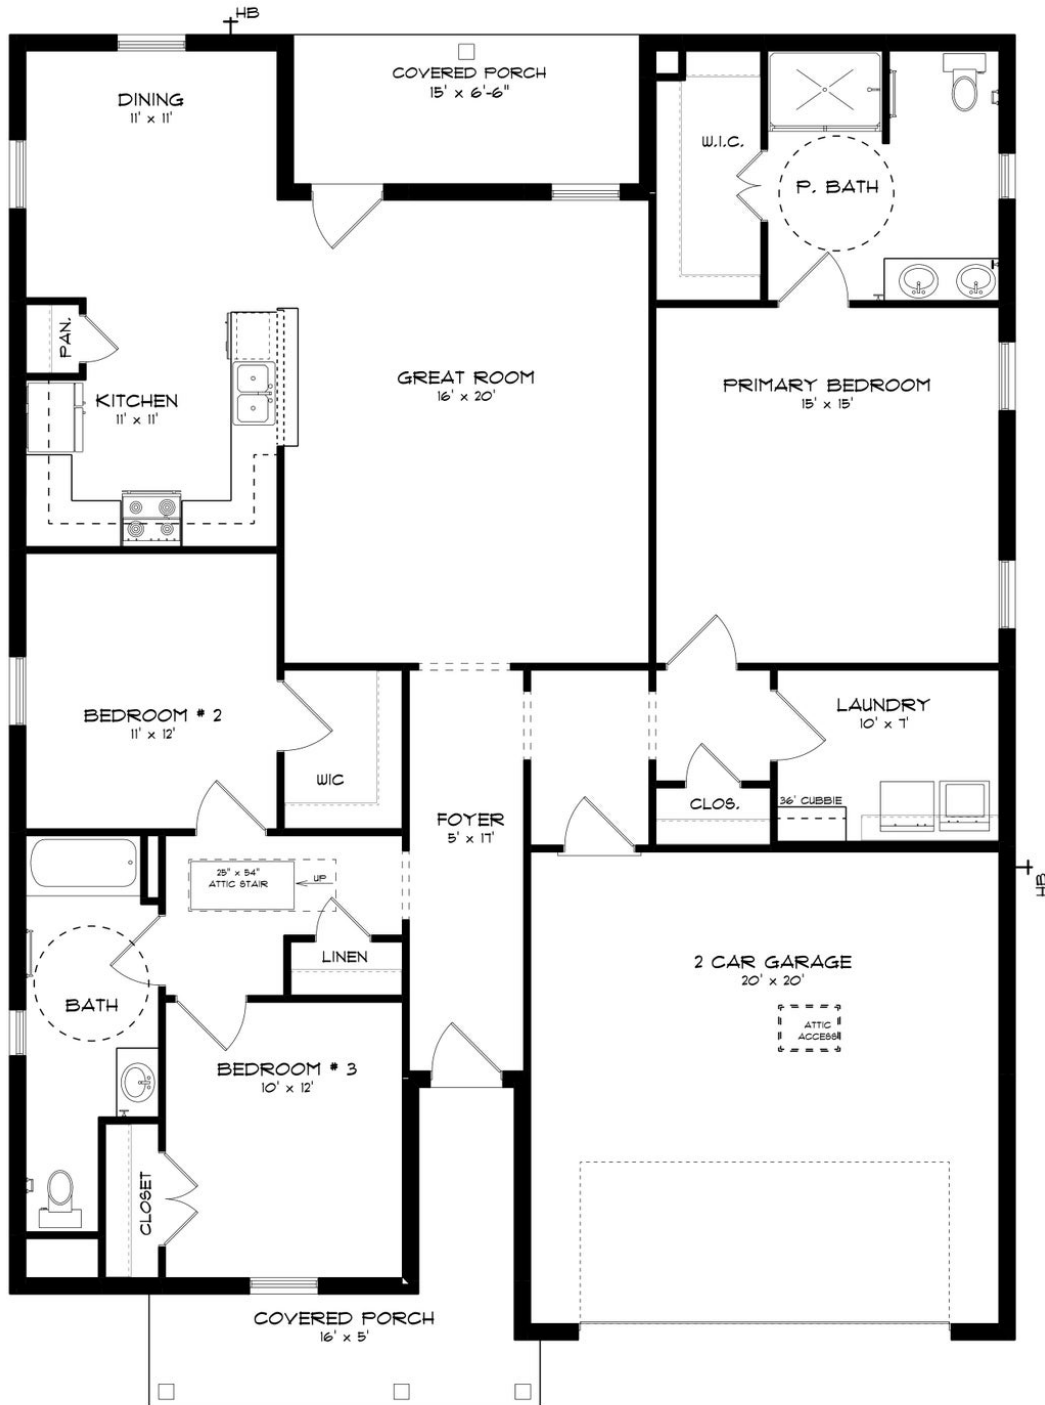 HB
DINING
11' x 11'
COVERED PORCH
15' x 6'-6"
W.I.C.
P. BATH
PAN.
KITCHEN
11' x 11'
GREAT ROOM
16' x 20'
PRIMARY BEDROOM
15' x 15'
BEDROOM # 2
11' x 12'
WIC
LAUNDRY
10' x 7'
CLOS.
36' CUBBIE
FOYER
5' x 17'
25" x 54"
ATTIC STAIR
UP
HB
LINEN
BATH
2 CAR GARAGE
20' x 20'
ATTIC
ACCESS
BEDROOM # 3
10' x 12'
CLOSET
COVERED PORCH
16' x 5'